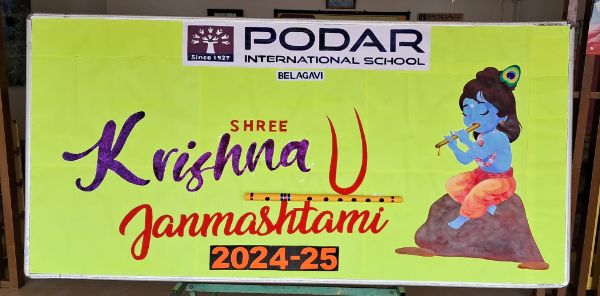 PODAR
INTERNATIONAL SCHOOL
Since 1927
BELAGAVI
SHREE
Krishna
Janmashtami
2024-25